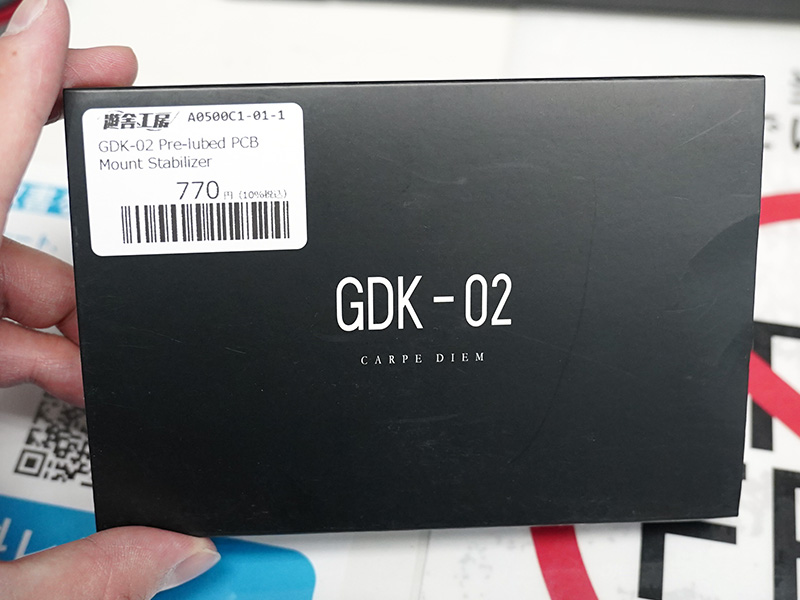 遊舎工房 A0500C1-01-1
GDK-02 Pre-lubed PCB
Mount Stabilizer
770円(10%税込)
GDK-02
CARPE DIEM